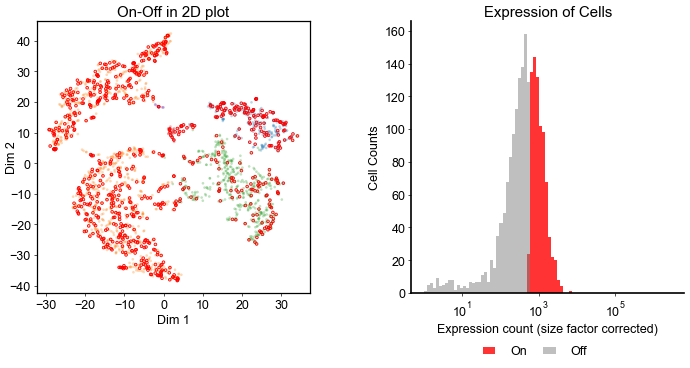 On-Off in 2D plot
Dim 2
40
30
20
10
0
−10
−20
−30
−40
−30 −20 −10 0 10 20 30
Dim 1
Expression of Cells
Cell Counts
160
140
120
100
80
60
40
20
0
10^1 10^3 10^5
Expression count (size factor corrected)
On Off